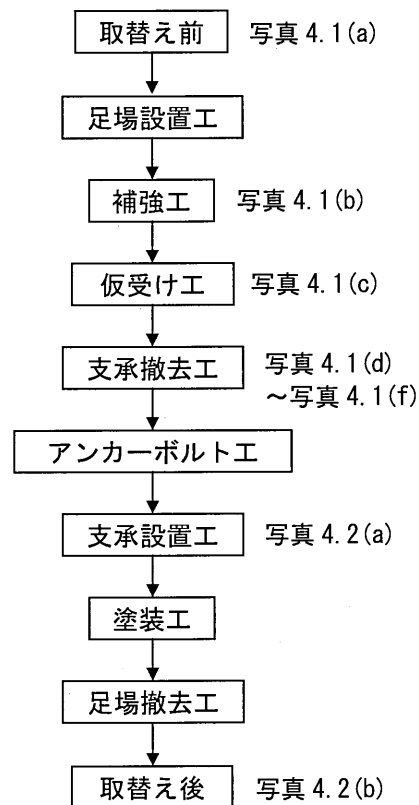 取替え前 写真 4.1(a)
足場設置工
補強工 写真 4.1(b)
仮受け工 写真 4.1(c)
支承撤去工 写真 4.1(d)
～写真 4.1(f)
アンカーボルト工
支承設置工 写真 4.2(a)
塗装工
足場撤去工
取替え後 写真 4.2(b)